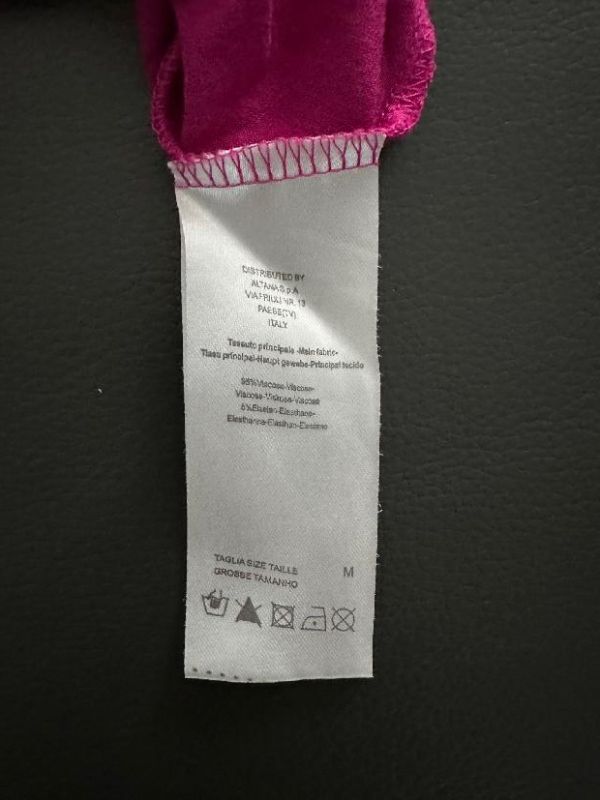 DISTRIBUTED BY
ALTANA S.p.A
VIA FRIULI NR. 13
PAESE(TV)
ITALY
Tessuto principale -Main fabric-
Tissu principal-Haupt gewebe-Principal tecido
95%Viscosa-Viscose-
Viscose-Viskose-Viscosa
5%Elastan-Elasthane-
Elasthanne-Elasthan-Elastano
TAGLIA SIZE TAILLE
GROSSE TAMANHO M